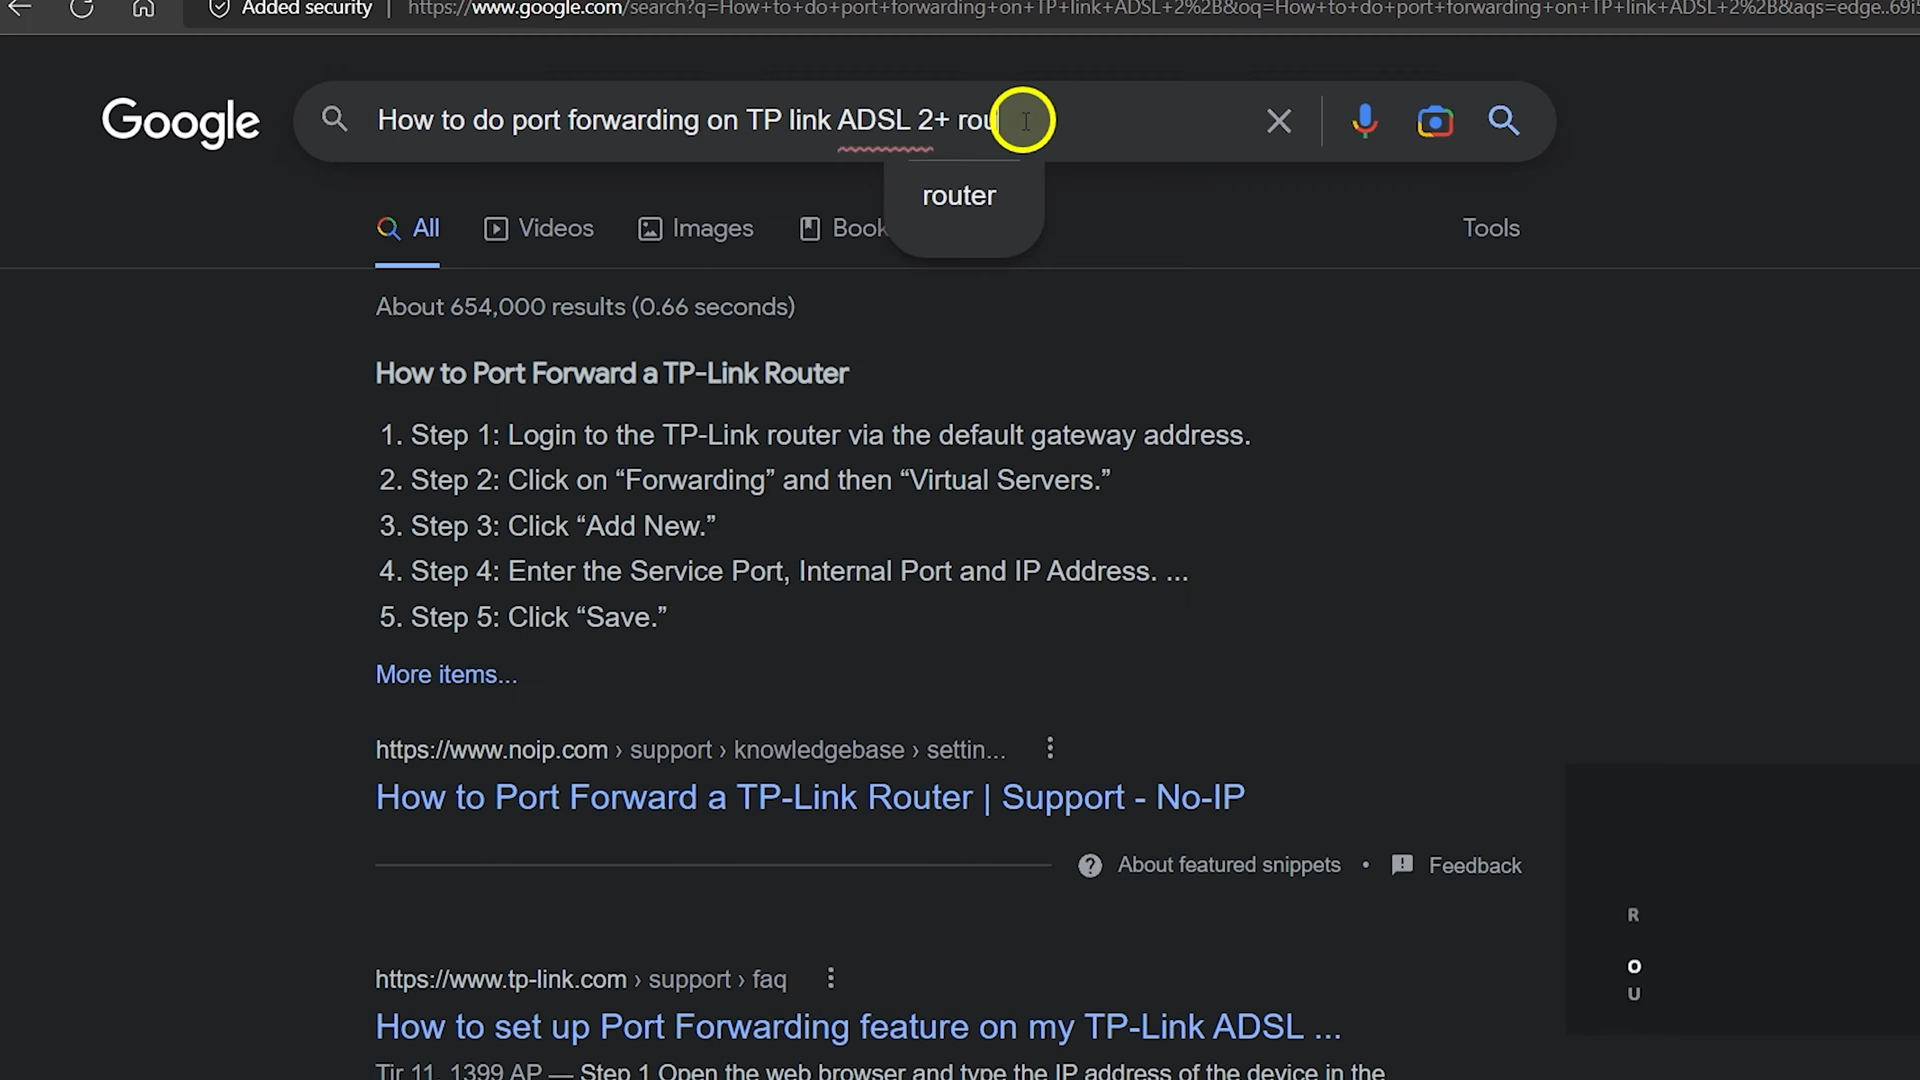 Added security | https://www.google.com/search?q=How+to+do+port+forwarding+on+TP+link+ADSL+2%2B&oq=How+to+do+port+forwarding+on+TP+link+ADSL+2%2B&aqs=edge..69i5
Google
How to do port forwarding on TP link ADSL 2+ rou
router
All
Videos
Images
Book
Tools
About 654,000 results (0.66 seconds)
How to Port Forward a TP-Link Router
1. Step 1: Login to the TP-Link router via the default gateway address.
2. Step 2: Click on “Forwarding” and then “Virtual Servers.”
3. Step 3: Click “Add New.”
4. Step 4: Enter the Service Port, Internal Port and IP Address. ...
5. Step 5: Click “Save.”
More items...
https://www.noip.com › support › knowledgebase › settin...
How to Port Forward a TP-Link Router | Support - No-IP
About featured snippets • Feedback
https://www.tp-link.com › support › faq
How to set up Port Forwarding feature on my TP-Link ADSL ...
Tir 11, 1399 AP — Step 1 Open the web browser and type the IP address of the device in the
R
O
U